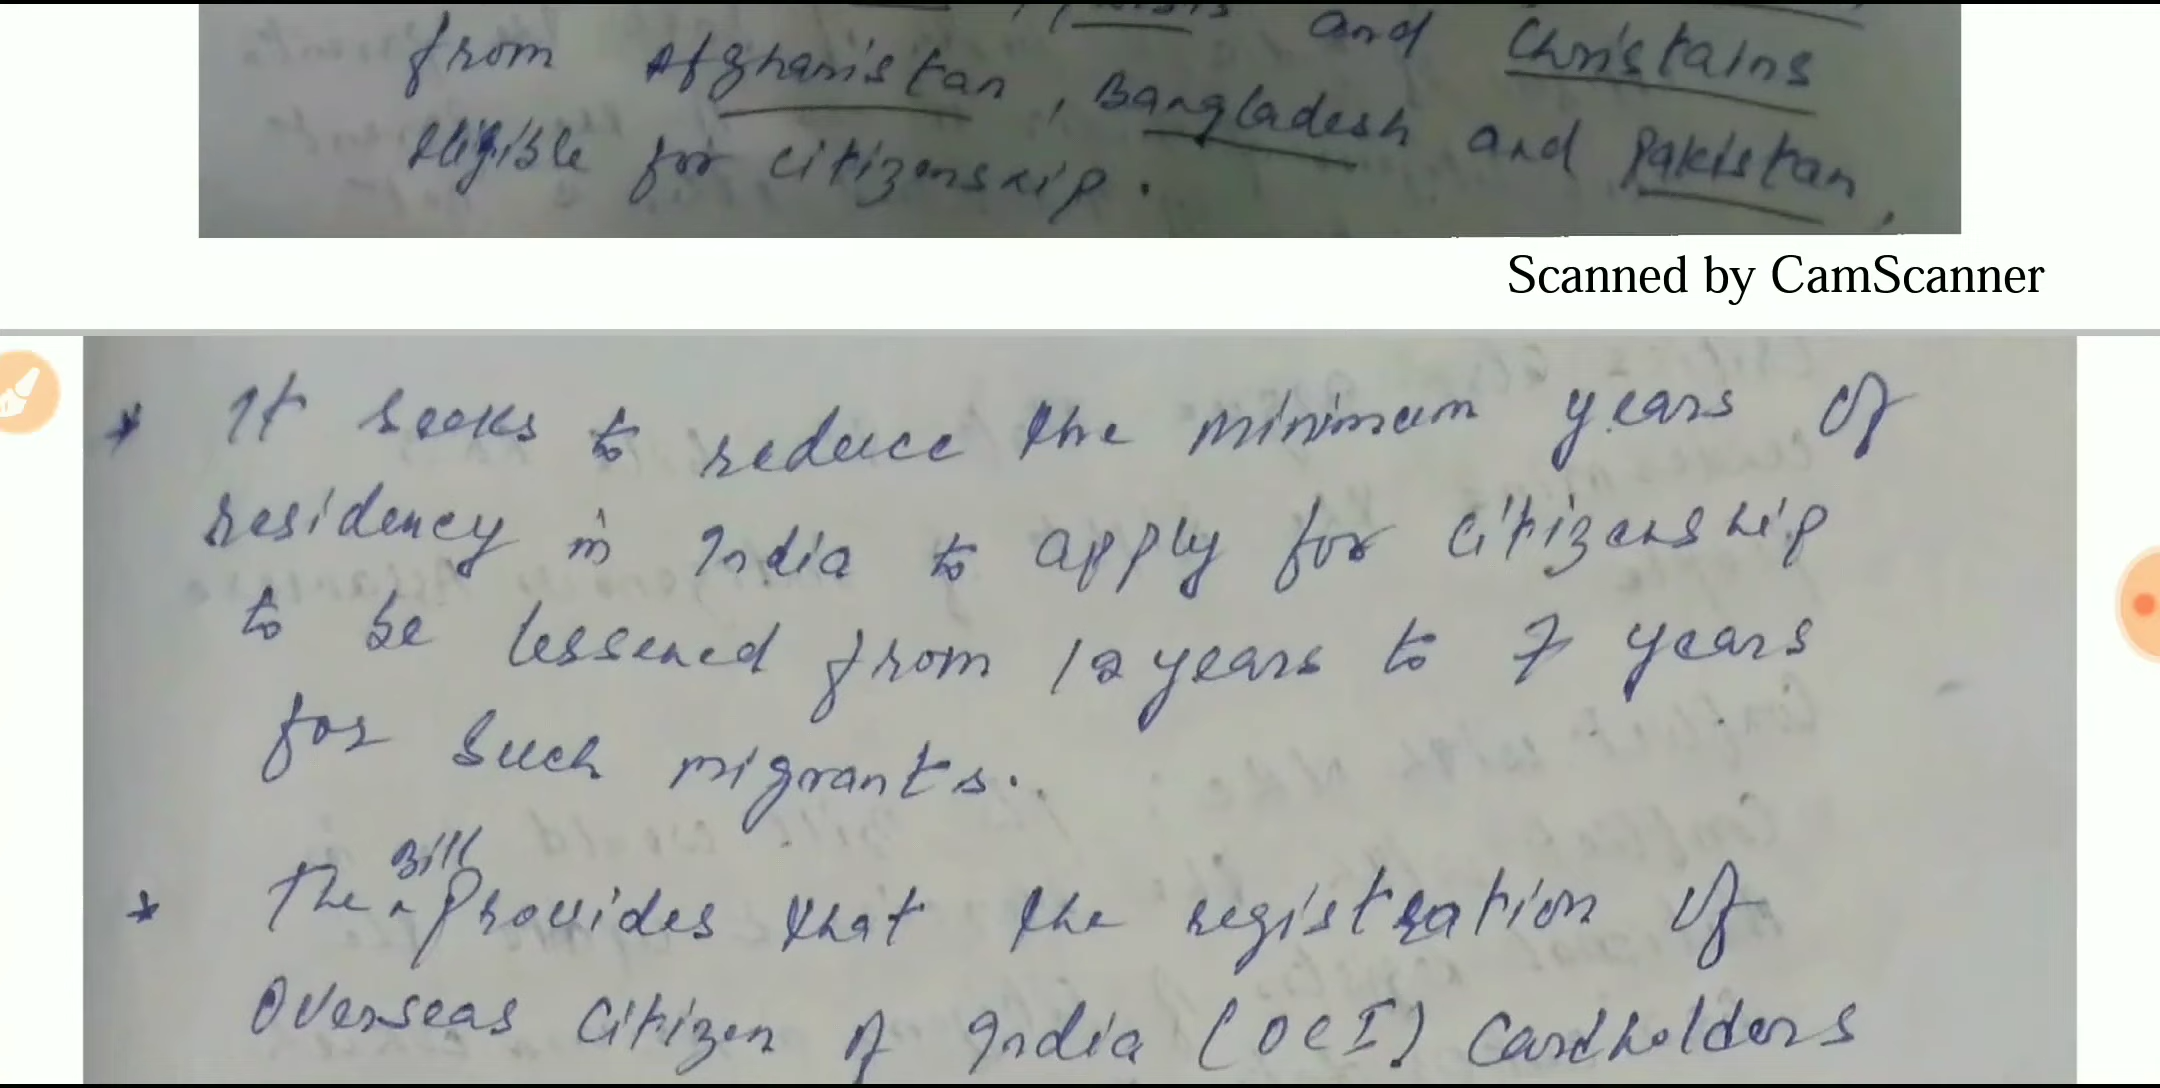 and Christains
from Afghanistan, Bangladesh and Pakistan,
eligible for citizenship.
Scanned by CamScanner
* It seeks to reduce the minimum years of
residency in India to apply for citizenship
to be lessened from 12 years to 7 years
for such migrants.
* The Bill provides that the registration of
Overseas Citizen of India (OCI) Cardholders